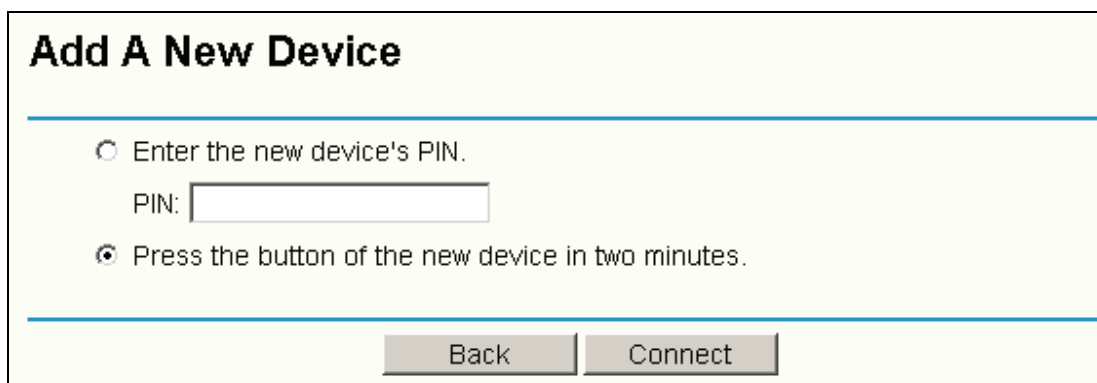 Add A New Device
Enter the new device's PIN.
PIN:
Press the button of the new device in two minutes.
Back Connect